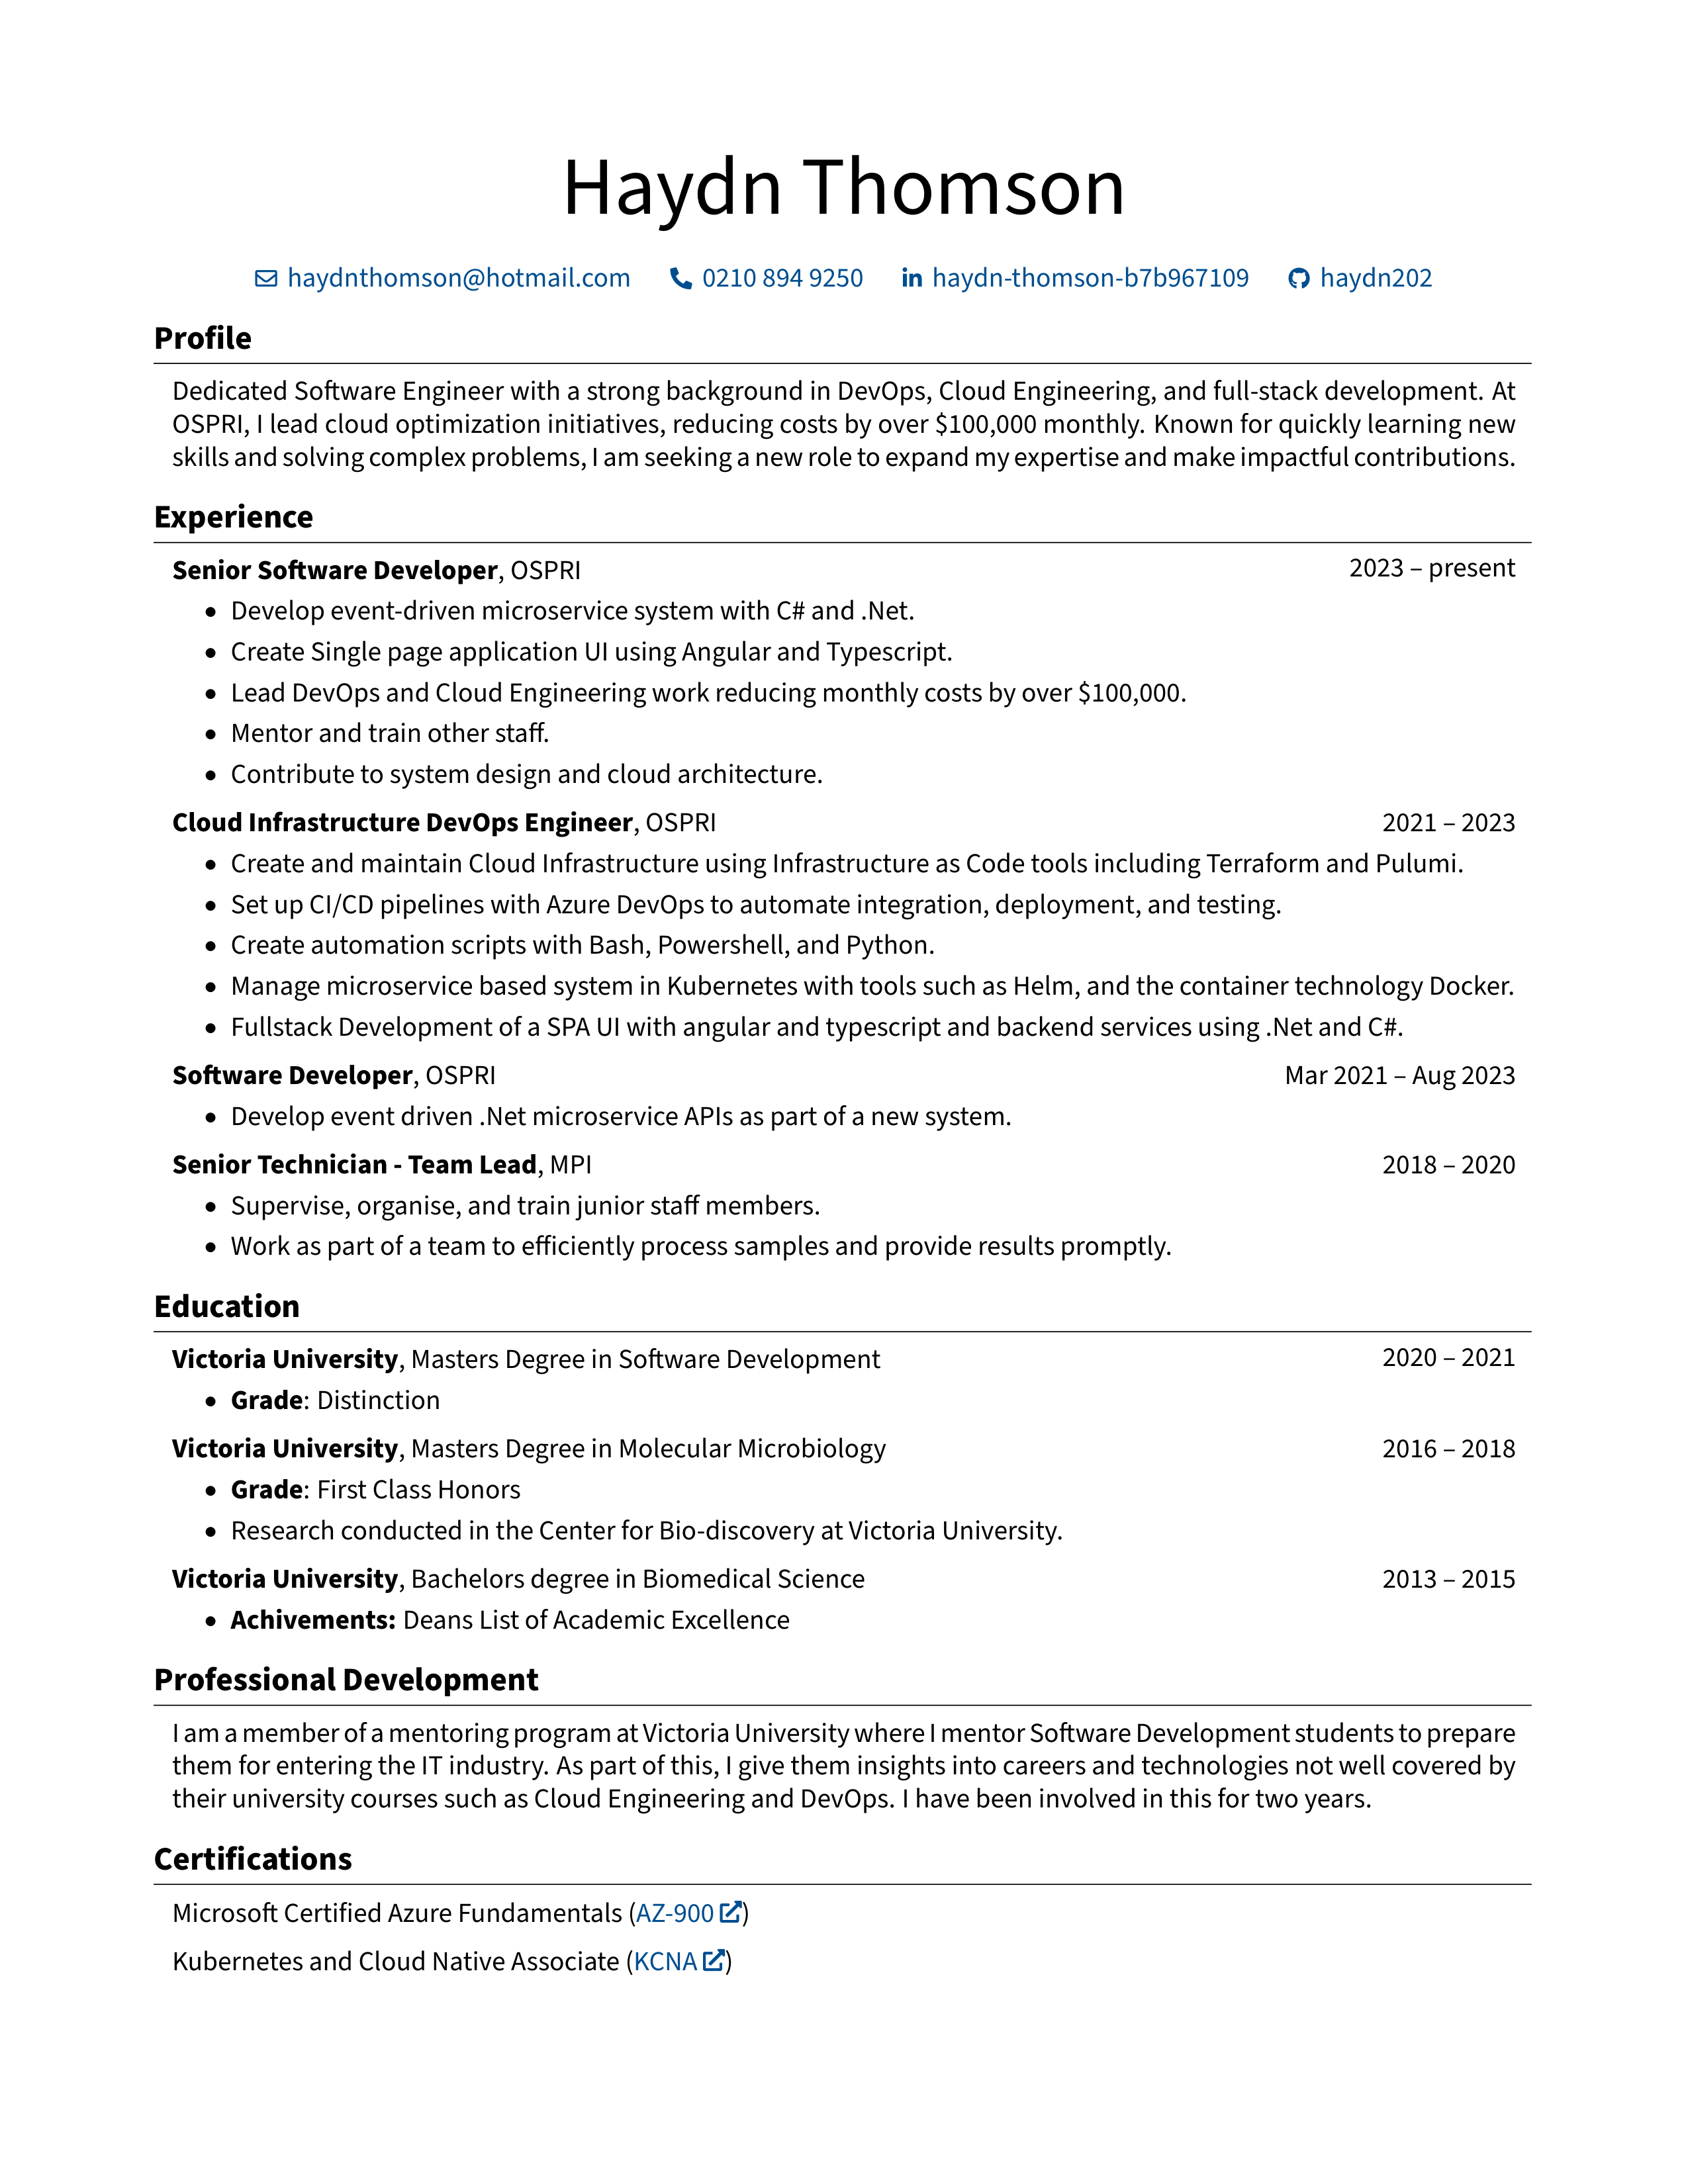 Haydn Thomson
haydnthomson@hotmail.com 0210 894 9250 haydn-thomson-b7b967109 haydn202
Profile
Dedicated Software Engineer with a strong background in DevOps, Cloud Engineering, and full-stack development. At
OSPRI, I lead cloud optimization initiatives, reducing costs by over $100,000 monthly. Known for quickly learning new
skills and solving complex problems, I am seeking a new role to expand my expertise and make impactful contributions.
Experience
Senior Software Developer, OSPRI 2023 – present
• Develop event-driven microservice system with C# and .Net.
• Create Single page application UI using Angular and Typescript.
• Lead DevOps and Cloud Engineering work reducing monthly costs by over $100,000.
• Mentor and train other staff.
• Contribute to system design and cloud architecture.
Cloud Infrastructure DevOps Engineer, OSPRI 2021 – 2023
• Create and maintain Cloud Infrastructure using Infrastructure as Code tools including Terraform and Pulumi.
• Set up CI/CD pipelines with Azure DevOps to automate integration, deployment, and testing.
• Create automation scripts with Bash, Powershell, and Python.
• Manage microservice based system in Kubernetes with tools such as Helm, and the container technology Docker.
• Fullstack Development of a SPA UI with angular and typescript and backend services using .Net and C#.
Software Developer, OSPRI Mar 2021 – Aug 2023
• Develop event driven .Net microservice APIs as part of a new system.
Senior Technician - Team Lead, MPI 2018 – 2020
• Supervise, organise, and train junior staff members.
• Work as part of a team to efficiently process samples and provide results promptly.
Education
Victoria University, Masters Degree in Software Development 2020 – 2021
• Grade: Distinction
Victoria University, Masters Degree in Molecular Microbiology 2016 – 2018
• Grade: First Class Honors
• Research conducted in the Center for Bio-discovery at Victoria University.
Victoria University, Bachelors degree in Biomedical Science 2013 – 2015
• Achivements: Deans List of Academic Excellence
Professional Development
I am a member of a mentoring program at Victoria University where I mentor Software Development students to prepare
them for entering the IT industry. As part of this, I give them insights into careers and technologies not well covered by
their university courses such as Cloud Engineering and DevOps. I have been involved in this for two years.
Certifications
Microsoft Certified Azure Fundamentals (AZ-900)
Kubernetes and Cloud Native Associate (KCNA)